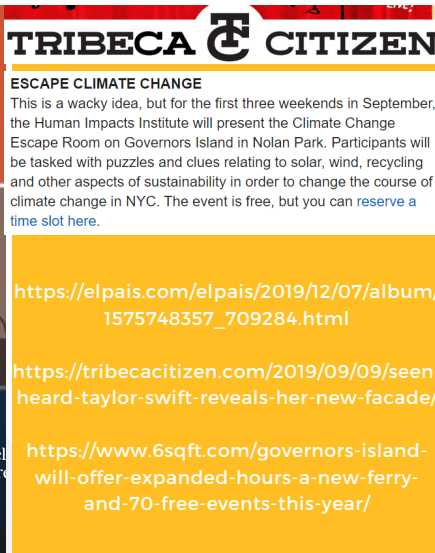 TRIBECA TC CITIZEN
ESCAPE CLIMATE CHANGE
This is a wacky idea, but for the first three weekends in September,
the Human Impacts Institute will present the Climate Change
Escape Room on Governors Island in Nolan Park. Participants will
be tasked with puzzles and clues relating to solar, wind, recycling
and other aspects of sustainability in order to change the course of
climate change in NYC. The event is free, but you can reserve a
time slot here.
https://elpais.com/elpais/2019/12/07/album/
1575748357_709284.html
https://tribecacitizen.com/2019/09/09/seen
heard-taylor-swift-reveals-her-new-facade/
https://www.6sqft.com/governors-island-
will-offer-expanded-hours-a-new-ferry-
and-70-free-events-this-year/